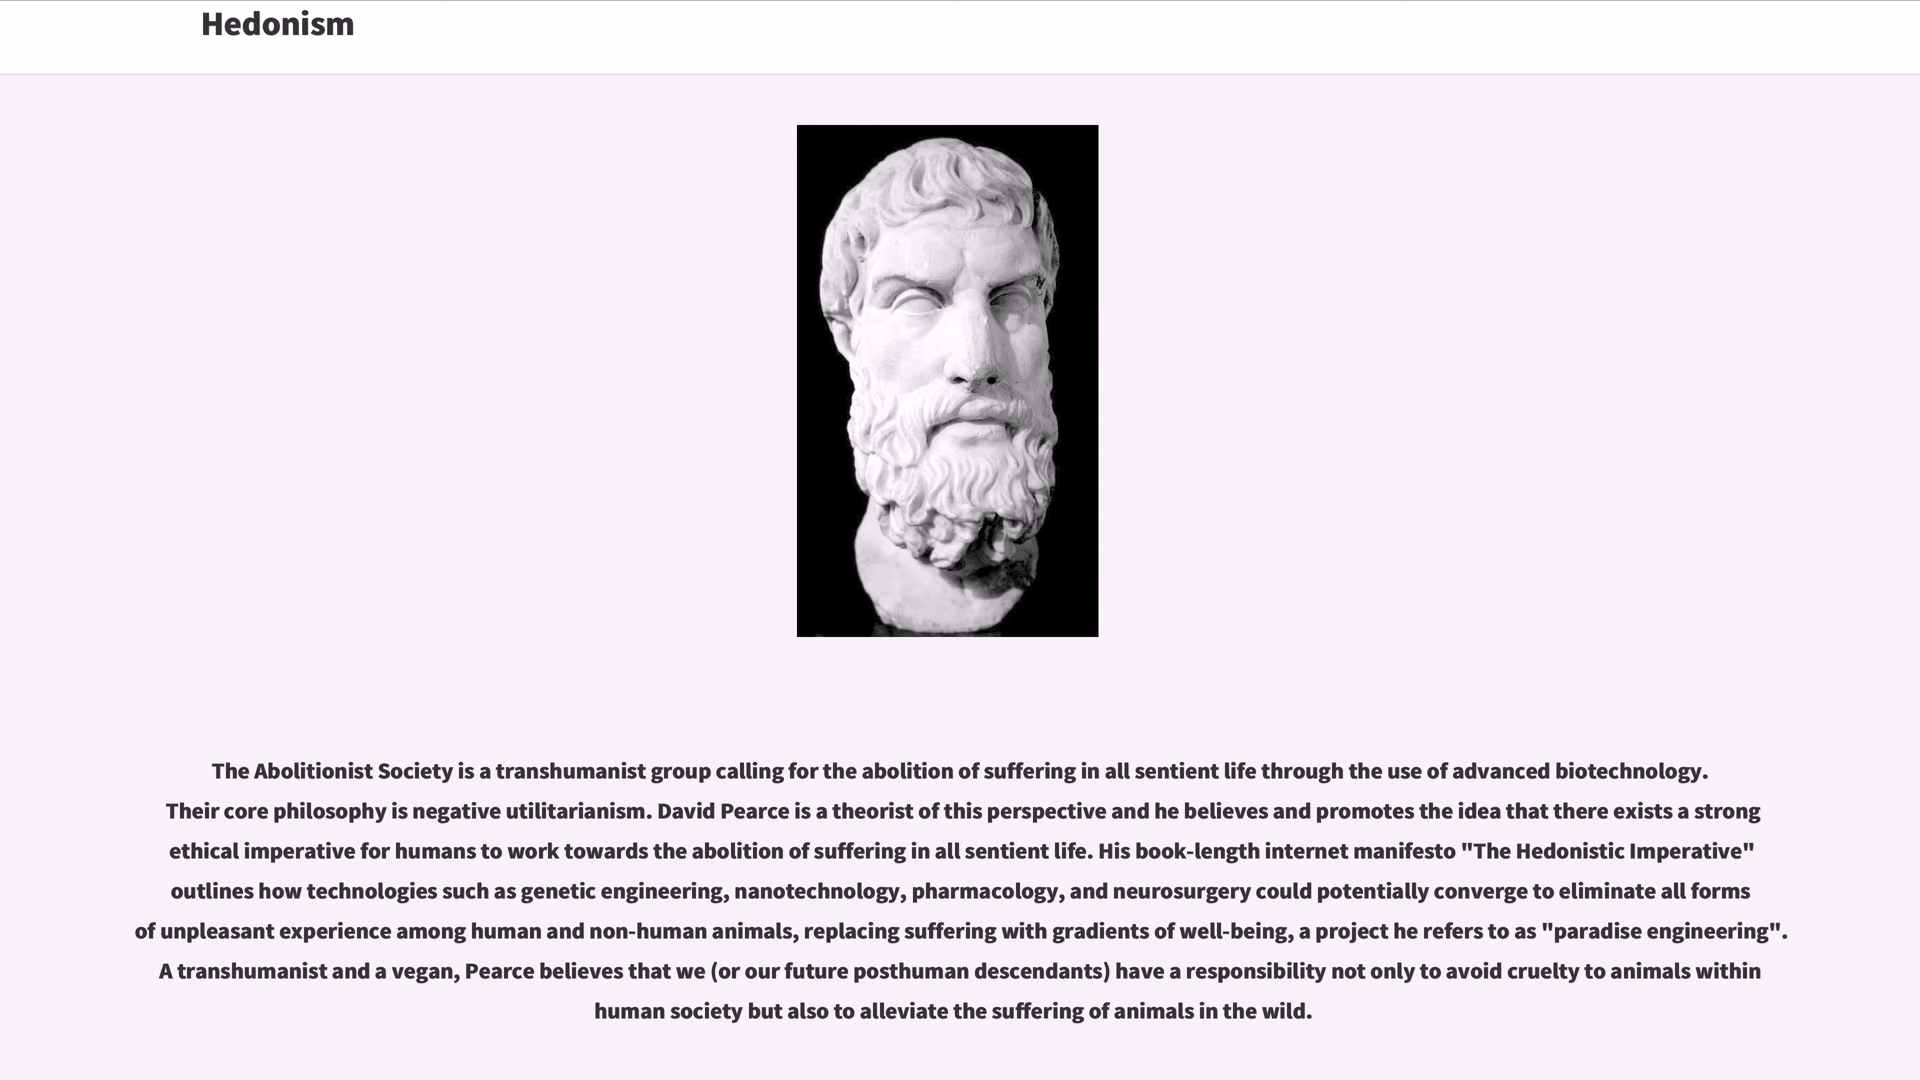 Hedonism
The Abolitionist Society is a transhumanist group calling for the abolition of suffering in all sentient life through the use of advanced biotechnology.
Their core philosophy is negative utilitarianism. David Pearce is a theorist of this perspective and he believes and promotes the idea that there exists a strong
ethical imperative for humans to work towards the abolition of suffering in all sentient life. His book-length internet manifesto "The Hedonistic Imperative"
outlines how technologies such as genetic engineering, nanotechnology, pharmacology, and neurosurgery could potentially converge to eliminate all forms
of unpleasant experience among human and non-human animals, replacing suffering with gradients of well-being, a project he refers to as "paradise engineering".
A transhumanist and a vegan, Pearce believes that we (or our future posthuman descendants) have a responsibility not only to avoid cruelty to animals within
human society but also to alleviate the suffering of animals in the wild.